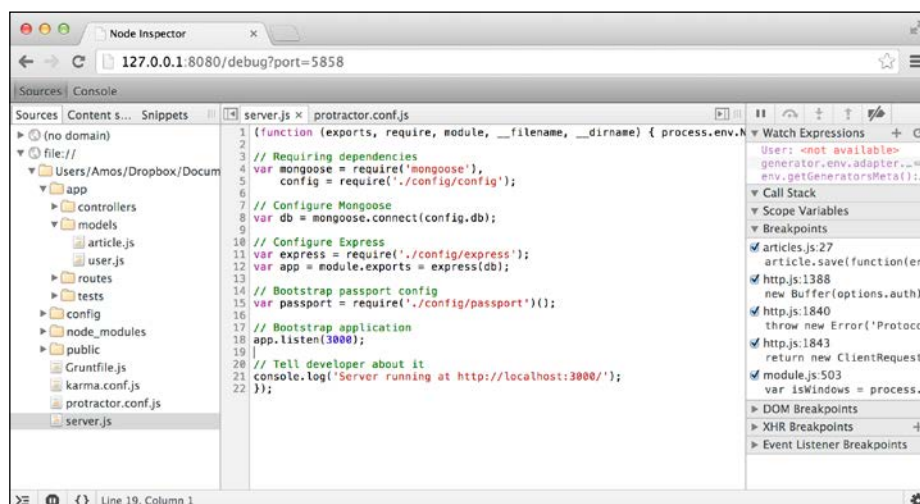 Node Inspector
127.0.0.1:8080/debug?port=5858
Sources Console
Sources Content s... Snippets
(no domain)
file://
Users/Amos/Dropbox/Docum
app
controllers
models
article.js
user.js
routes
tests
config
node_modules
public
Gruntfile.js
karma.conf.js
protractor.conf.js
server.js
server.js × protractor.conf.js
1 (function (exports, require, module, __filename, __dirname) { process.env.N
2
3 // Requiring dependencies
4 var mongoose = require('mongoose'),
5 config = require('./config/config');
6
7 // Configure Mongoose
8 var db = mongoose.connect(config.db);
9
10 // Configure Express
11 var express = require('./config/express');
12 var app = module.exports = express(db);
13
14 // Bootstrap passport config
15 var passport = require('./config/passport')();
16
17 // Bootstrap application
18 app.listen(3000);
19
20 // Tell developer about it
21 console.log('Server running at http://localhost:3000/');
22 });
Watch Expressions
User: <not available>
generator.env.adapter._
env.getGeneratorsMeta():
Call Stack
Scope Variables
Breakpoints
articles.js:27
article.save(function(er
http.js:1388
new Buffer(options.auth)
http.js:1840
throw new Error('Protoco
http.js:1843
return new ClientRequest
module.js:503
var isWindows = process.
DOM Breakpoints
XHR Breakpoints
Event Listener Breakpoints
{} Line 19, Column 1